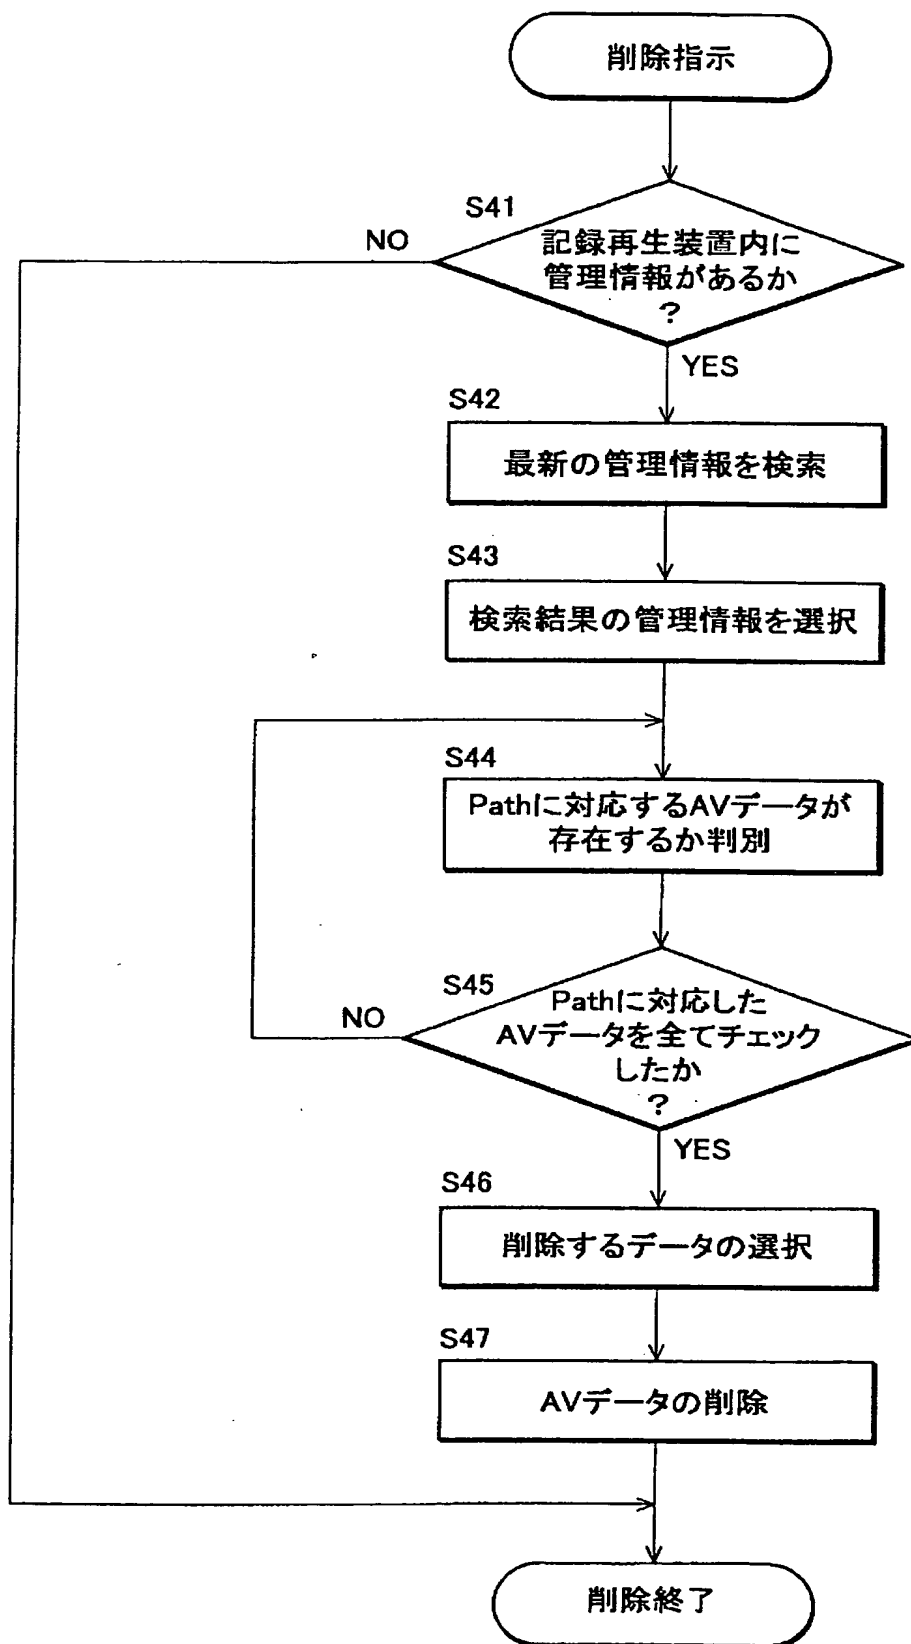 削除指示
S41
NO
記録再生装置内に
管理情報があるか
?
YES
S42
最新の管理情報を検索
S43
検索結果の管理情報を選択
S44
Pathに対応するAVデータが
存在するか判別
S45
NO
Pathに対応した
AVデータを全てチェック
したか
?
YES
S46
削除するデータの選択
S47
AVデータの削除
削除終了